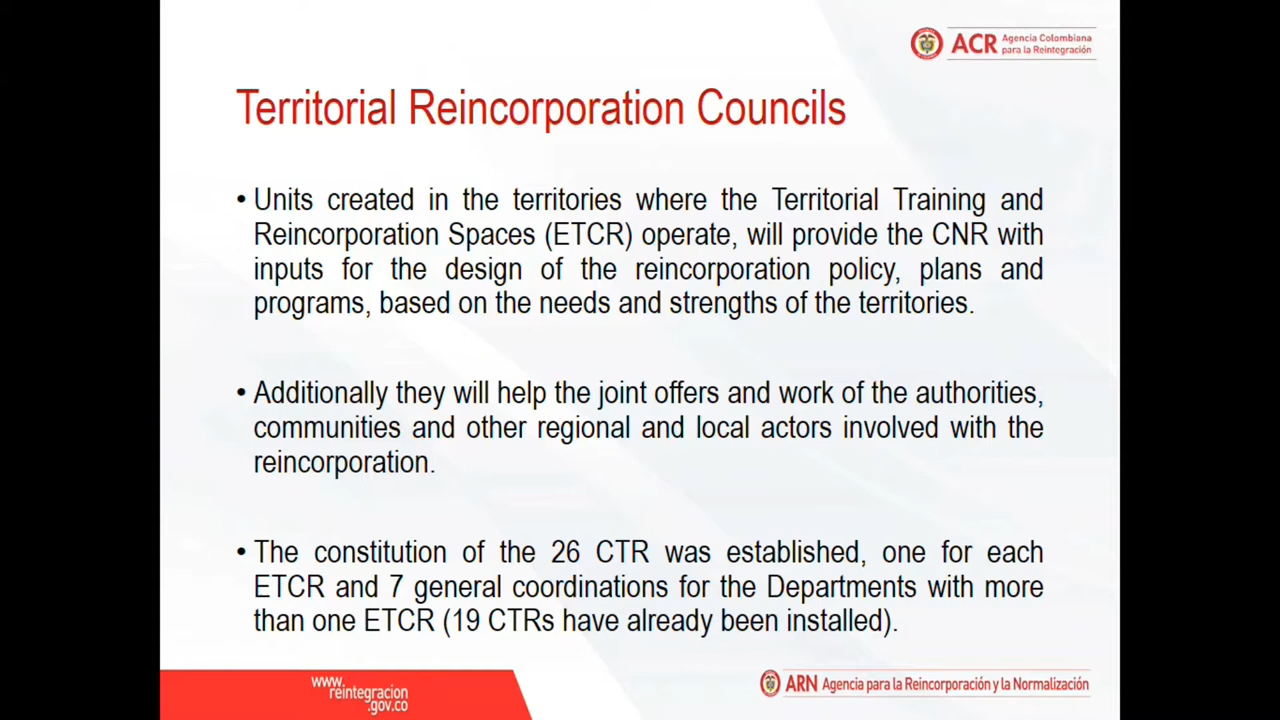 ACR Agencia Colombiana
para la Reintegración
Territorial Reincorporation Councils
• Units created in the territories where the Territorial Training and
Reincorporation Spaces (ETCR) operate, will provide the CNR with
inputs for the design of the reincorporation policy, plans and
programs, based on the needs and strengths of the territories.
• Additionally they will help the joint offers and work of the authorities,
communities and other regional and local actors involved with the
reincorporation.
• The constitution of the 26 CTR was established, one for each
ETCR and 7 general coordinations for the Departments with more
than one ETCR (19 CTRs have already been installed).
www.
reintegracion
.gov.co
ARN Agencia para la Reincorporación y la Normalización